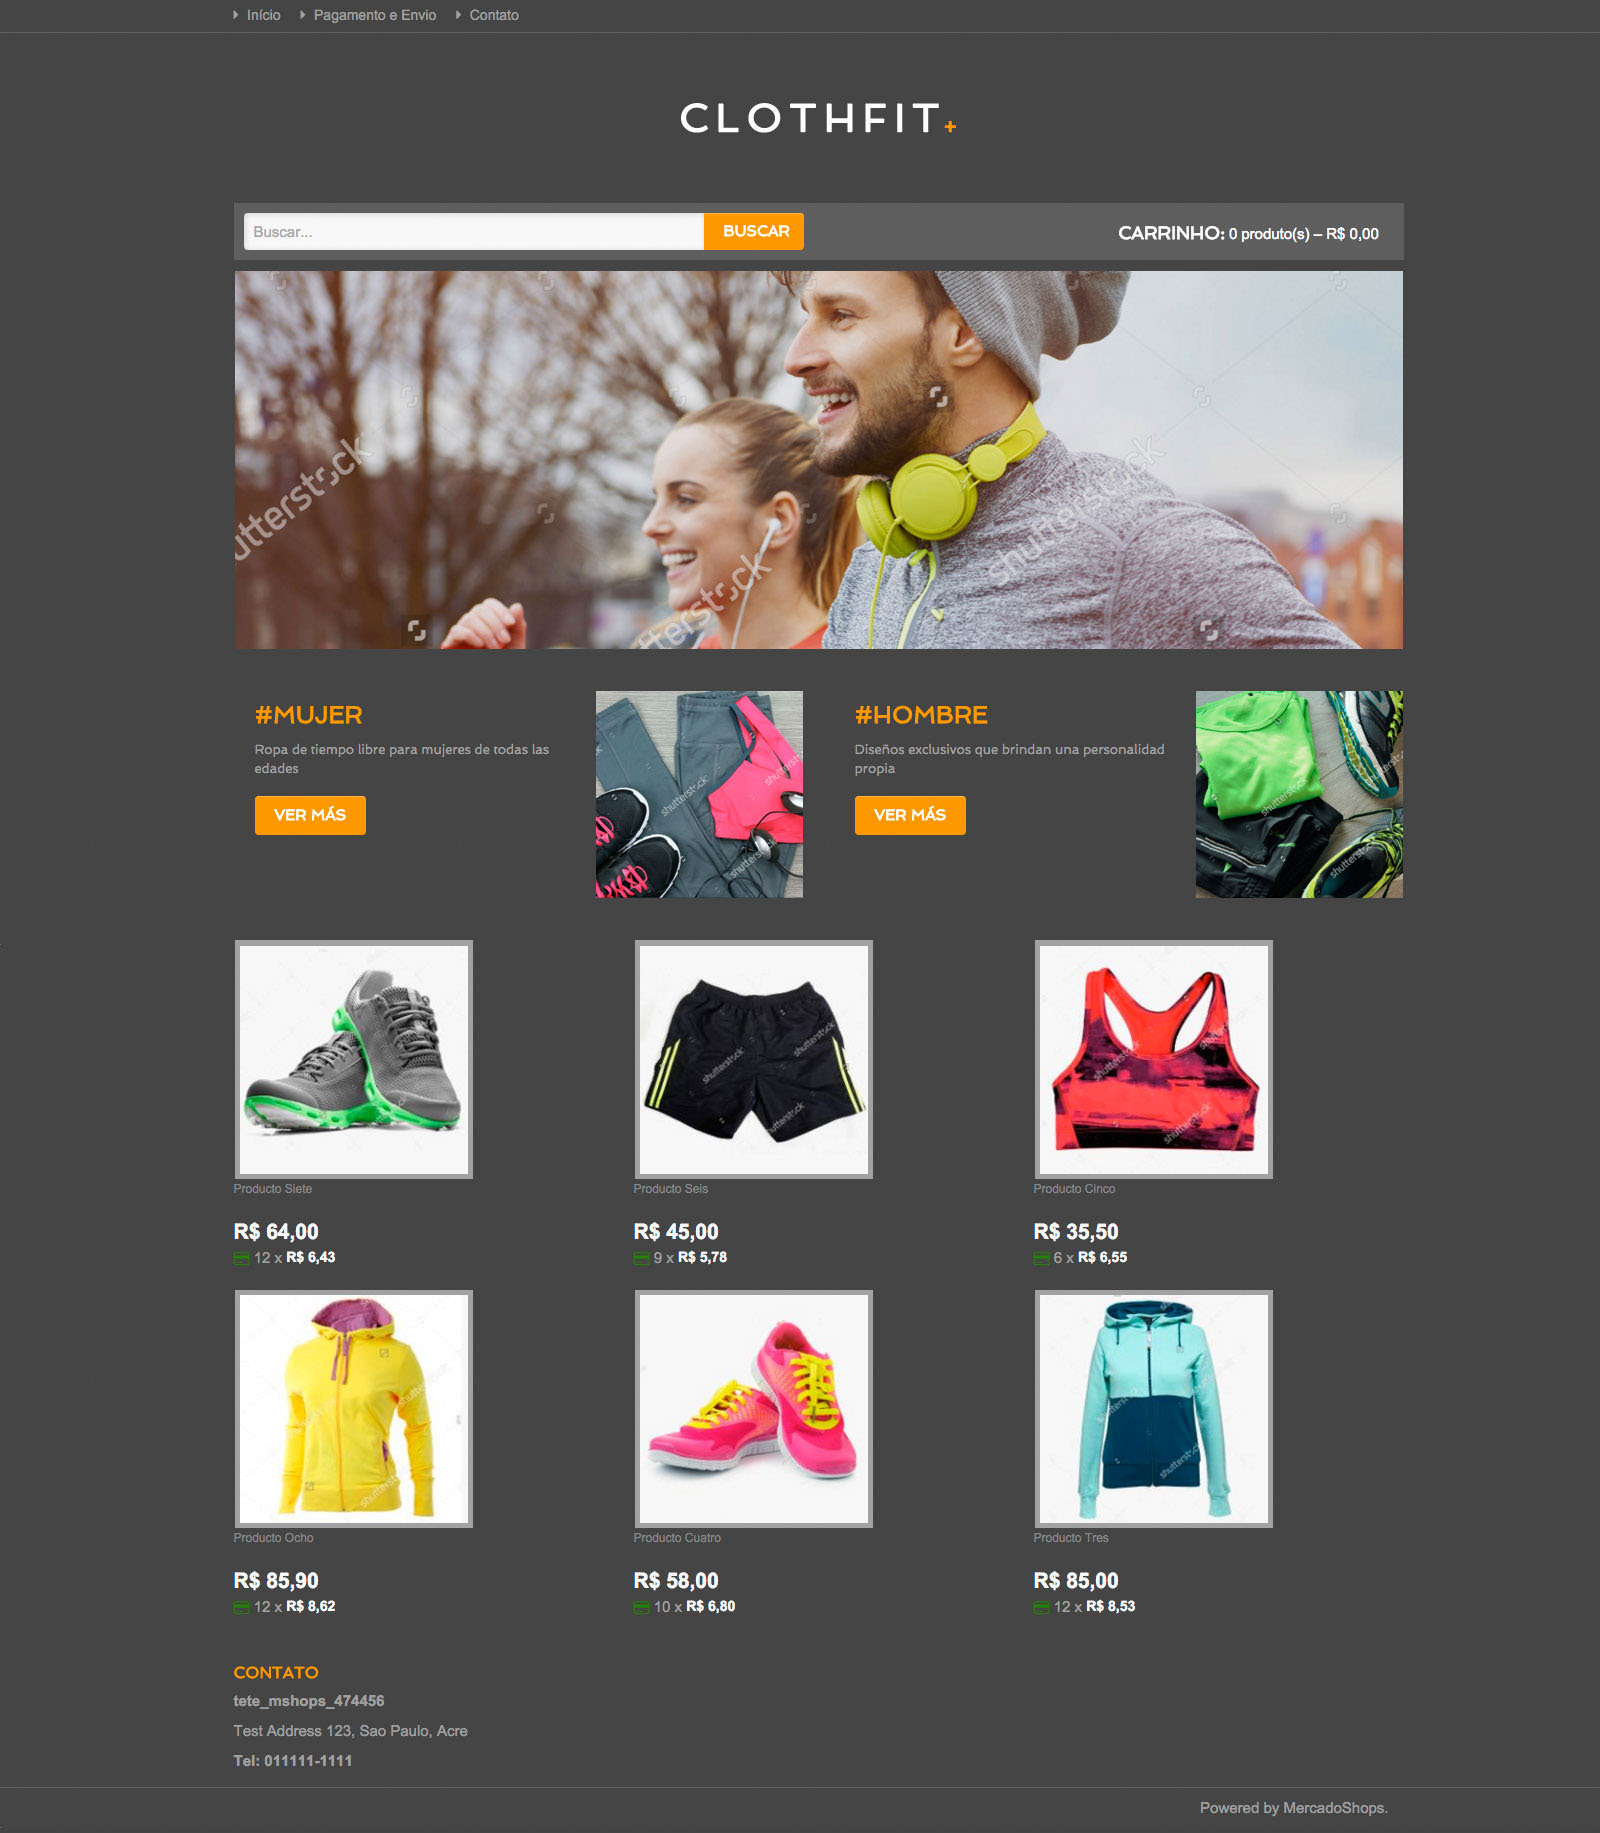 Início
Pagamento e Envio
Contato
CLOTHFIT+
Buscar...
BUSCAR
CARRINHO: 0 produto(s) – R$ 0,00
shutterstock
shutterstock
shutterstock
#MUJER
Ropa de tiempo libre para mujeres de todas las
edades
VER MÁS
#HOMBRE
Diseños exclusivos que brindan una personalidad
propia
VER MÁS
Producto Siete
R$ 64,00
12 x R$ 6,43
Producto Seis
R$ 45,00
9 x R$ 5,78
Producto Cinco
R$ 35,50
6 x R$ 6,55
Producto Ocho
R$ 85,90
12 x R$ 8,62
Producto Cuatro
R$ 58,00
10 x R$ 6,80
Producto Tres
R$ 85,00
12 x R$ 8,53
CONTATO
tete_mshops_474456
Test Address 123, Sao Paulo, Acre
Tel: 011111-1111
Powered by MercadoShops.